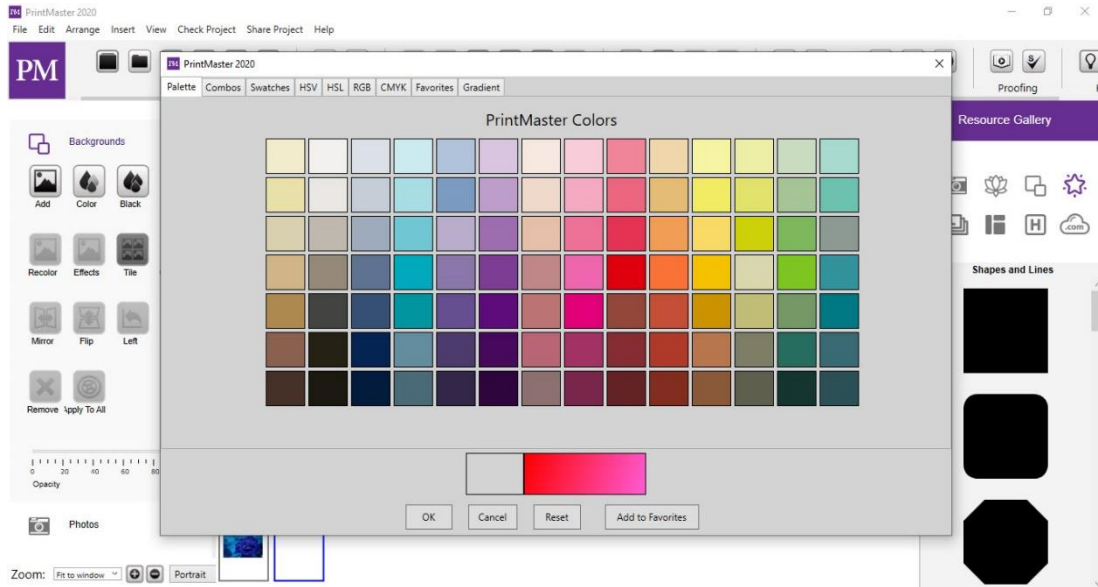 PM PrintMaster 2020
File Edit Arrange Insert View Check Project Share Project Help
PM
Proofing
Backgrounds
Add Color Black
Recolor Effects Tile
Mirror Flip Left
Remove Apply To All
0 20 40 60 80
Opacity
Photos
Zoom: Fit to window Portrait
PM PrintMaster 2020
Palette Combos Swatches HSV HSL RGB CMYK Favorites Gradient
PrintMaster Colors
OK Cancel Reset Add to Favorites
Resource Gallery
H .com
Shapes and Lines